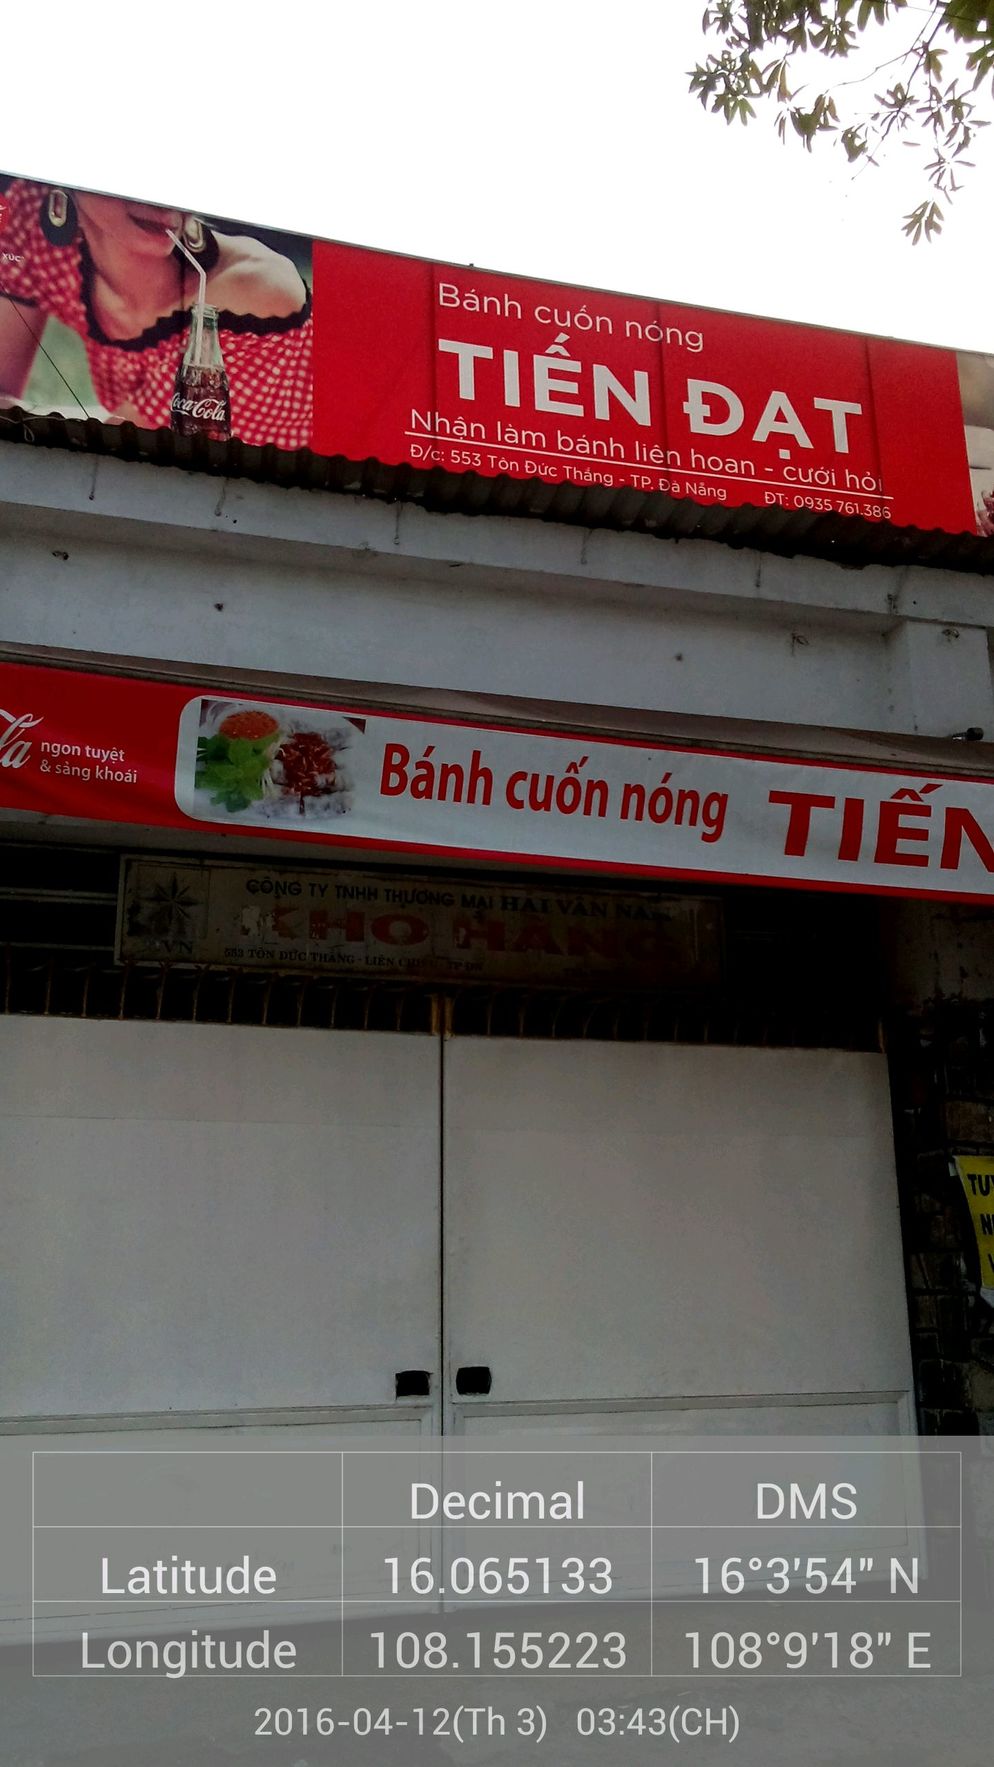 XÚC
Coca-Cola
Bánh cuốn nóng
TIẾN ĐẠT
Nhận làm bánh liên hoan - cưới hỏi
Đ/c: 553 Tôn Đức Thắng - TP. Đà Nẵng
ĐT: 0935 761.386
la
ngon tuyệt
& sảng khoái
Bánh cuốn nóng
TIẾN
CÔNG TY TNHH THƯƠNG MẠI HẢI VÂN NAM
KHO HÀNG
553 TÔN ĐỨC THẮNG - LIÊN CHIỂU - TP ĐN
TU
N
Decimal DMS
Latitude 16.065133 16°3'54" N
Longitude 108.155223 108°9'18" E
2016-04-12(Th 3) 03:43(CH)